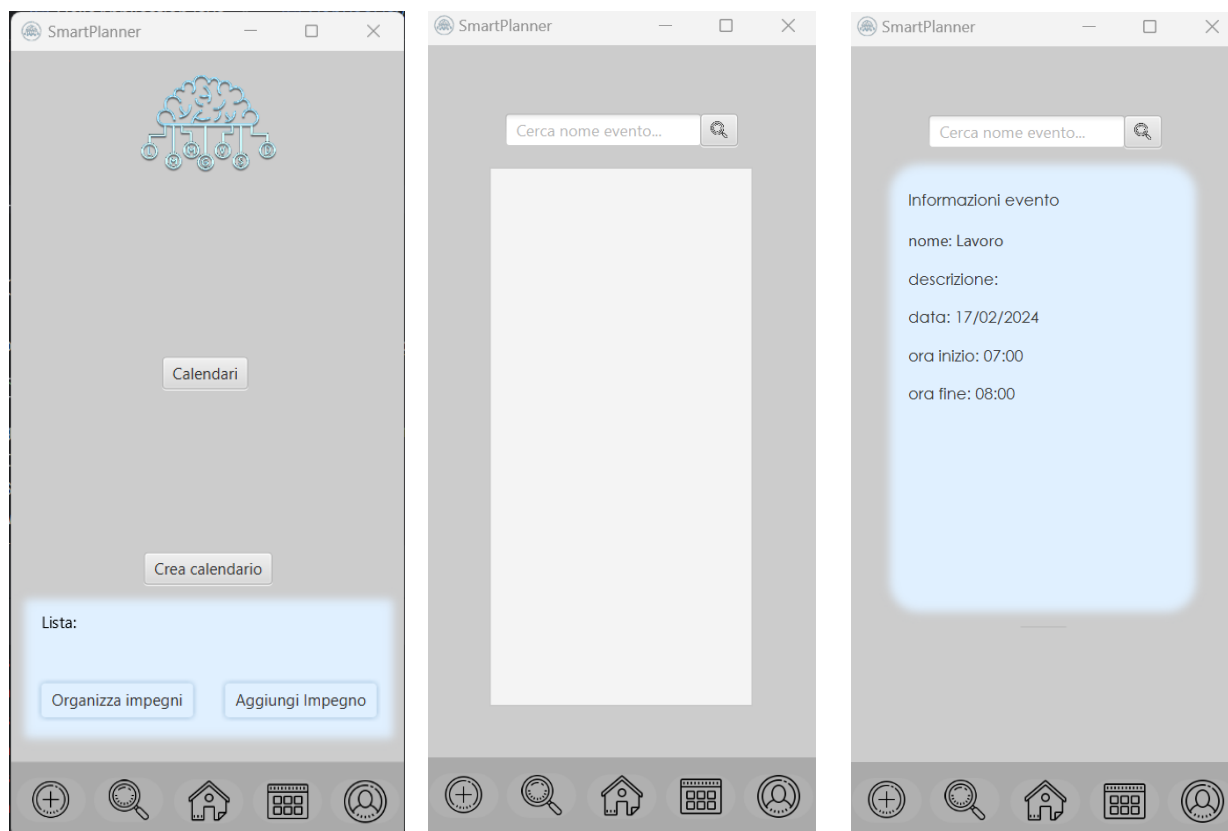 SmartPlanner
Calendari
Crea calendario
Lista:
Organizza impegni
Aggiungi Impegno
SmartPlanner
Cerca nome evento...
SmartPlanner
Cerca nome evento...
Informazioni evento
nome: Lavoro
descrizione:
data: 17/02/2024
ora inizio: 07:00
ora fine: 08:00